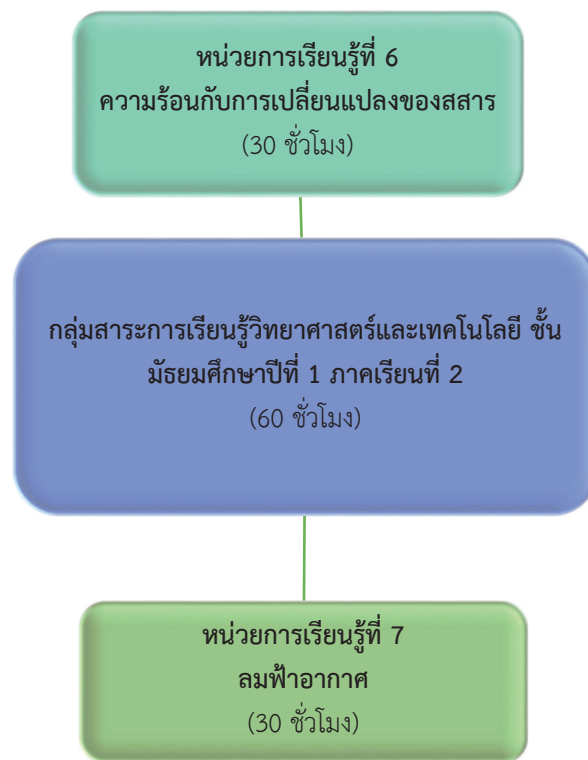 หน่วยการเรียนรู้ที่ 6
ความร้อนกับการเปลี่ยนแปลงของสสาร
(30 ชั่วโมง)
กลุ่มสาระการเรียนรู้วิทยาศาสตร์และเทคโนโลยี ชั้น
มัธยมศึกษาปีที่ 1 ภาคเรียนที่ 2
(60 ชั่วโมง)
หน่วยการเรียนรู้ที่ 7
ลมฟ้าอากาศ
(30 ชั่วโมง)